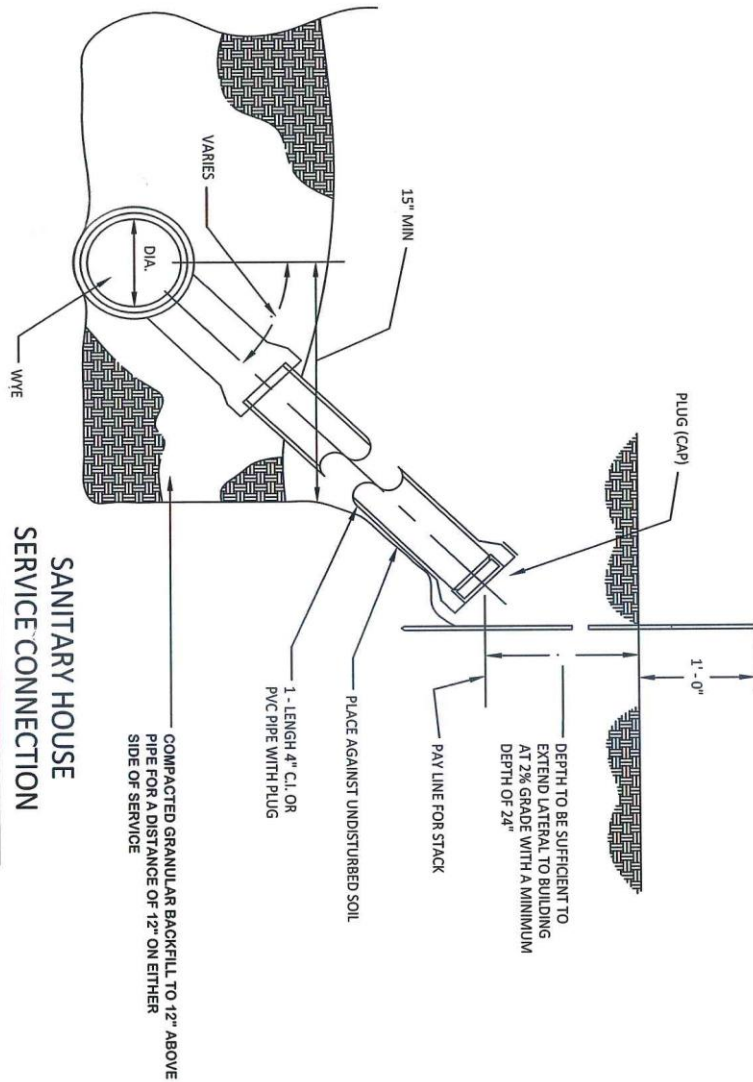 1' - 0"
PLUG (CAP)
DEPTH TO BE SUFFICIENT TO
EXTEND LATERAL TO BUILDING
AT 2% GRADE WITH A MINIMUM
DEPTH OF 24"
PAY LINE FOR STACK
15" MIN
PLACE AGAINST UNDISTURBED SOIL
VARIES
1 - LENGH 4" C.I. OR
PVC PIPE WITH PLUG
DIA.
WYE
COMPACTED GRANULAR BACKFILL TO 12" ABOVE
PIPE FOR A DISTANCE OF 12" ON EITHER
SIDE OF SERVICE
SANITARY HOUSE
SERVICE CONNECTION